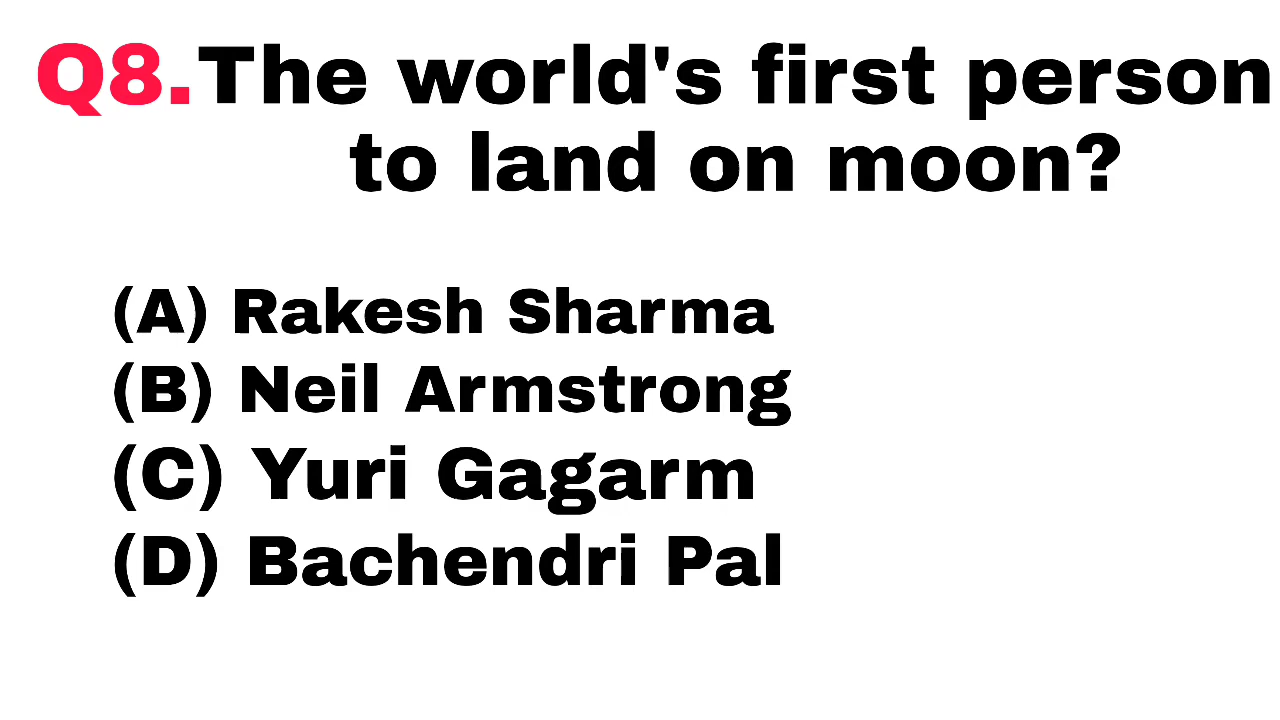 Q8.The world's first person
to land on moon?
(A) Rakesh Sharma
(B) Neil Armstrong
(C) Yuri Gagarm
(D) Bachendri Pal